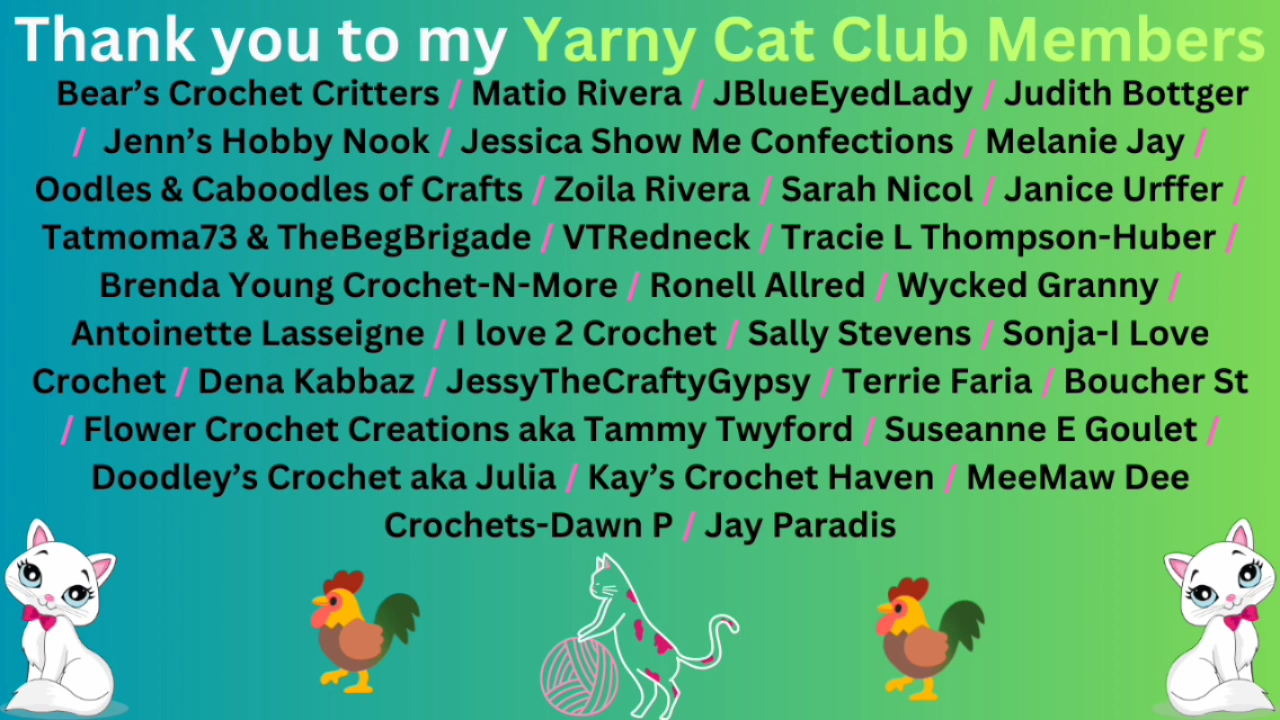 Thank you to my Yarny Cat Club Members
Bear’s Crochet Critters / Matio Rivera / JBlueEyedLady / Judith Bottger
/ Jenn’s Hobby Nook / Jessica Show Me Confections / Melanie Jay /
Oodles & Caboodles of Crafts / Zoila Rivera / Sarah Nicol / Janice Urffer /
Tatmoma73 & TheBegBrigade / VTRedneck / Tracie L Thompson-Huber /
Brenda Young Crochet-N-More / Ronell Allred / Wycked Granny /
Antoinette Lasseigne / I love 2 Crochet / Sally Stevens / Sonja-I Love
Crochet / Dena Kabbaz / JessyTheCraftyGypsy / Terrie Faria / Boucher St
/ Flower Crochet Creations aka Tammy Twyford / Suseanne E Goulet /
Doodley’s Crochet aka Julia / Kay’s Crochet Haven / MeeMaw Dee
Crochets-Dawn P / Jay Paradis